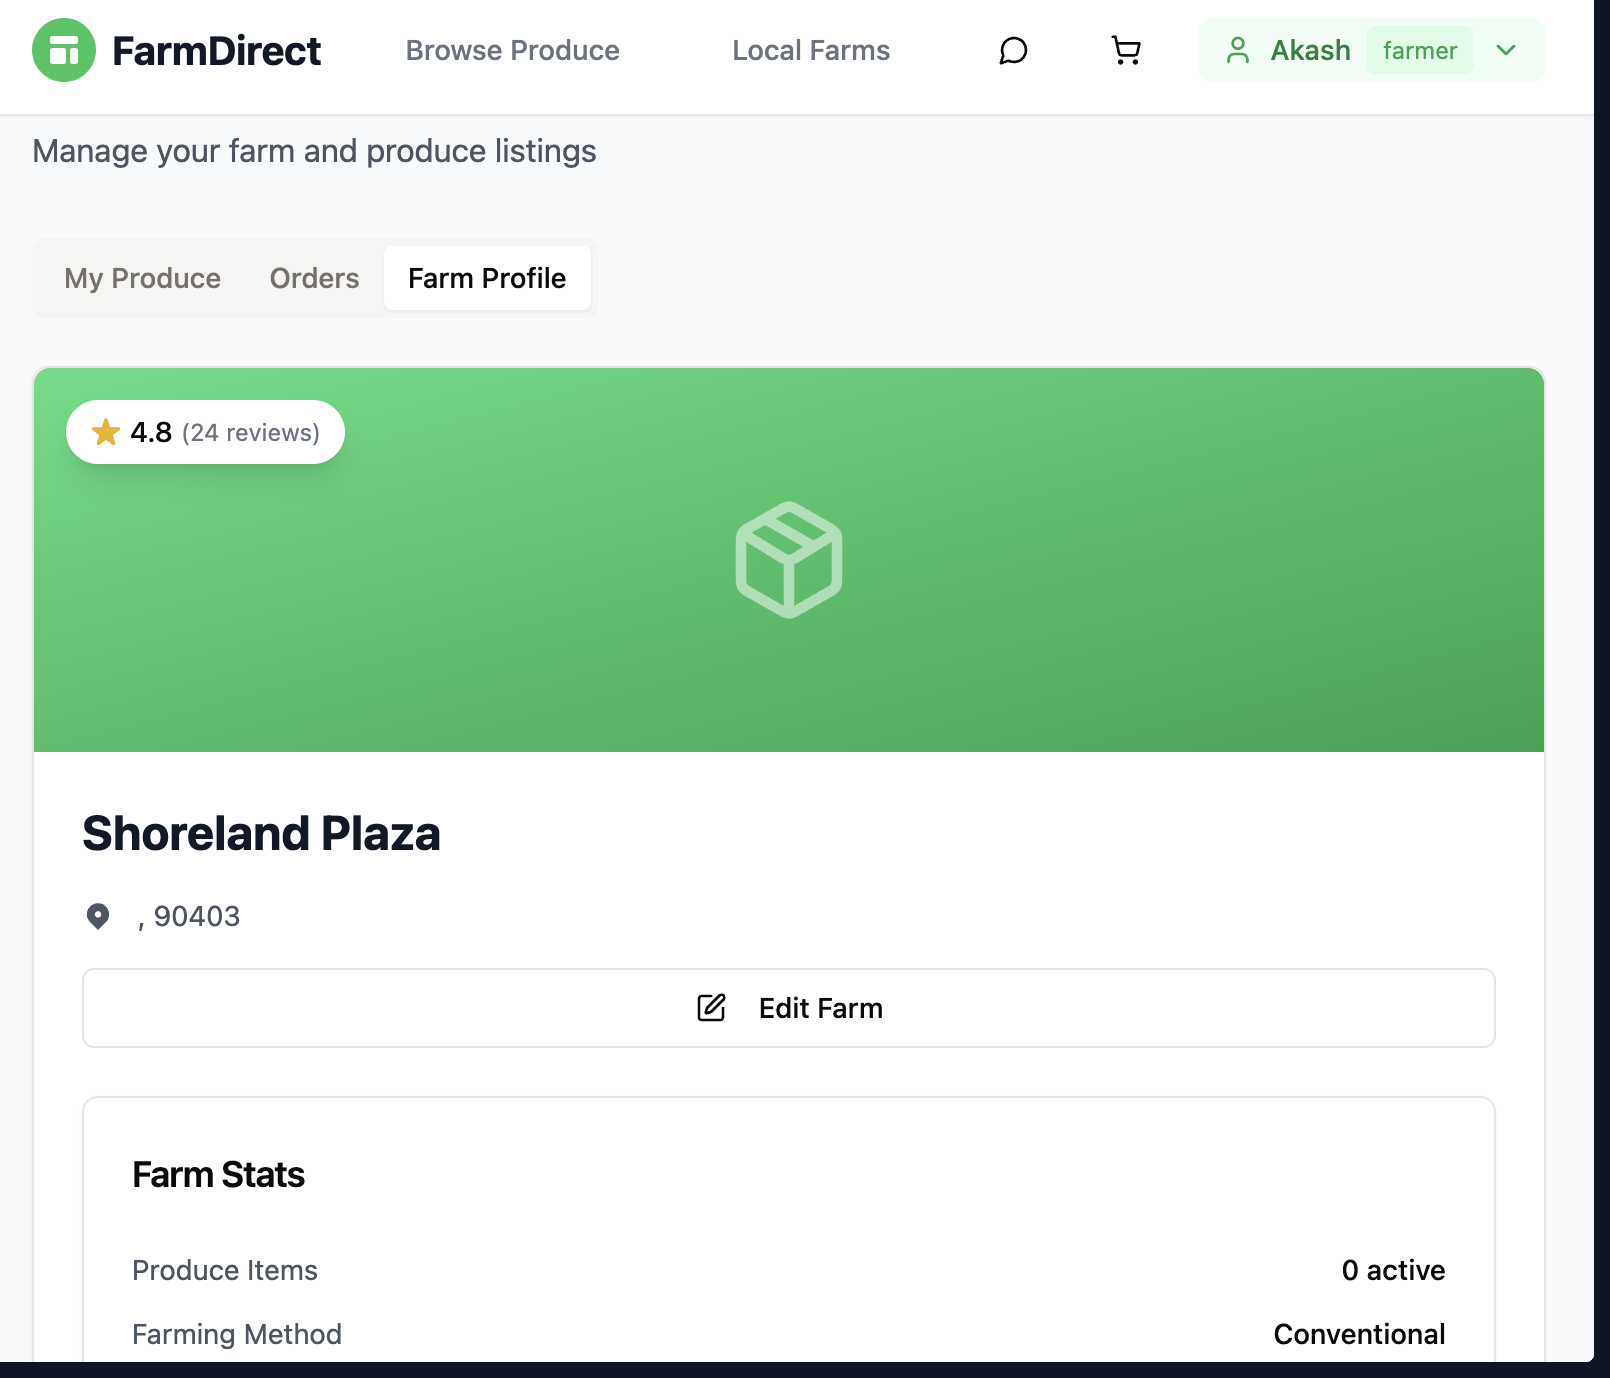 FarmDirect Browse Produce Local Farms Akash farmer
Manage your farm and produce listings
My Produce Orders Farm Profile
4.8 (24 reviews)
Shoreland Plaza
, 90403
Edit Farm
Farm Stats
Produce Items 0 active
Farming Method Conventional